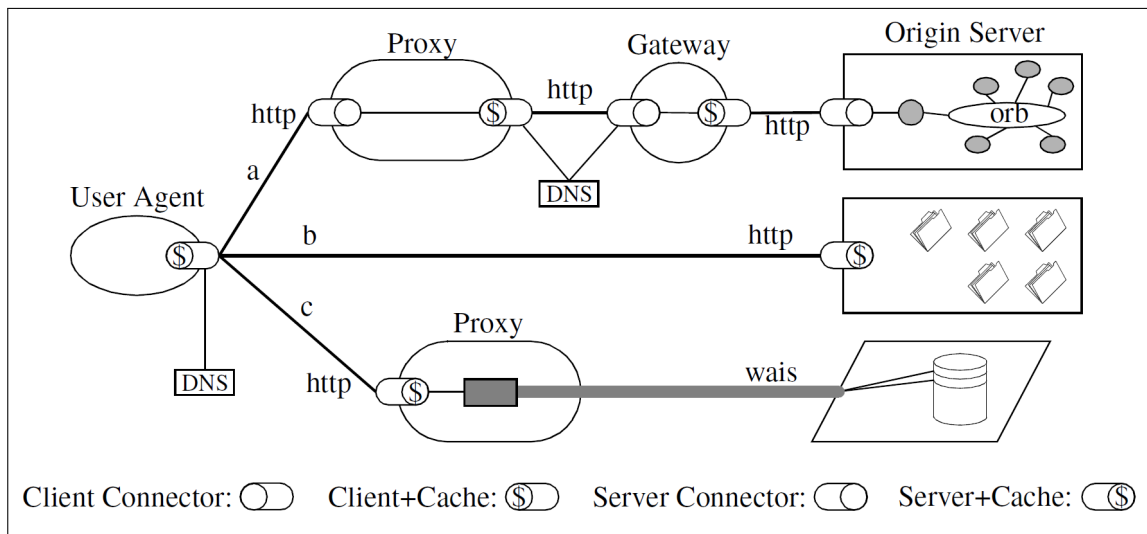 Proxy
Gateway
Origin Server
http
http
http
orb
a
DNS
User Agent
$
$
$
b
http
$
c
Proxy
DNS
http
$
wais
Client Connector: Client+Cache: $ Server Connector: Server+Cache: $